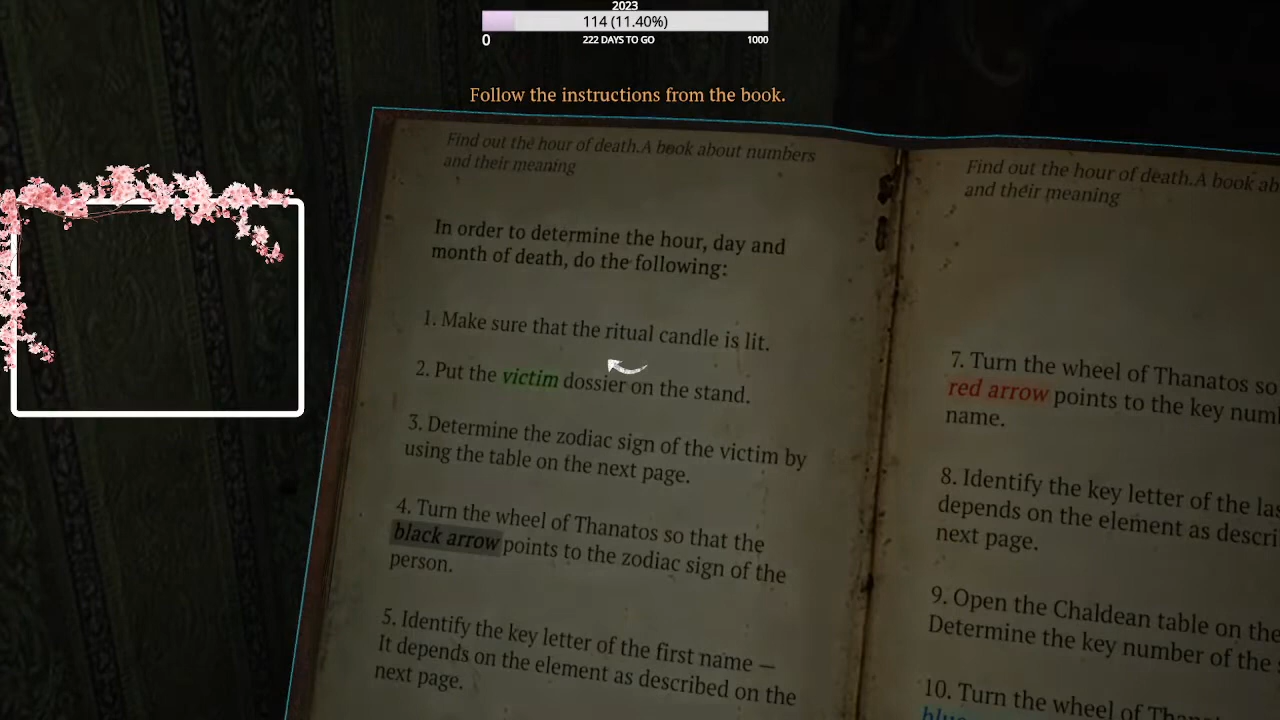 2023
114 (11.40%)
0
222 DAYS TO GO
1000
Follow the instructions from the book.
Find out the hour of death.A book about numbers
and their meaning
In order to determine the hour, day and
month of death, do the following:
1. Make sure that the ritual candle is lit.
2. Put the victim dossier on the stand.
3. Determine the zodiac sign of the victim by
using the table on the next page.
4. Turn the wheel of Thanatos so that the
black arrow points to the zodiac sign of the
person.
5. Identify the key letter of the first name —
It depends on the element as described on the
next page.
Find out the hour of death.A book ab
and their meaning
7. Turn the wheel of Thanatos so
red arrow points to the key num
name.
8. Identify the key letter of the las
depends on the element as descri
next page.
9. Open the Chaldean table on the
Determine the key number of the
10. Turn the wheel of Than